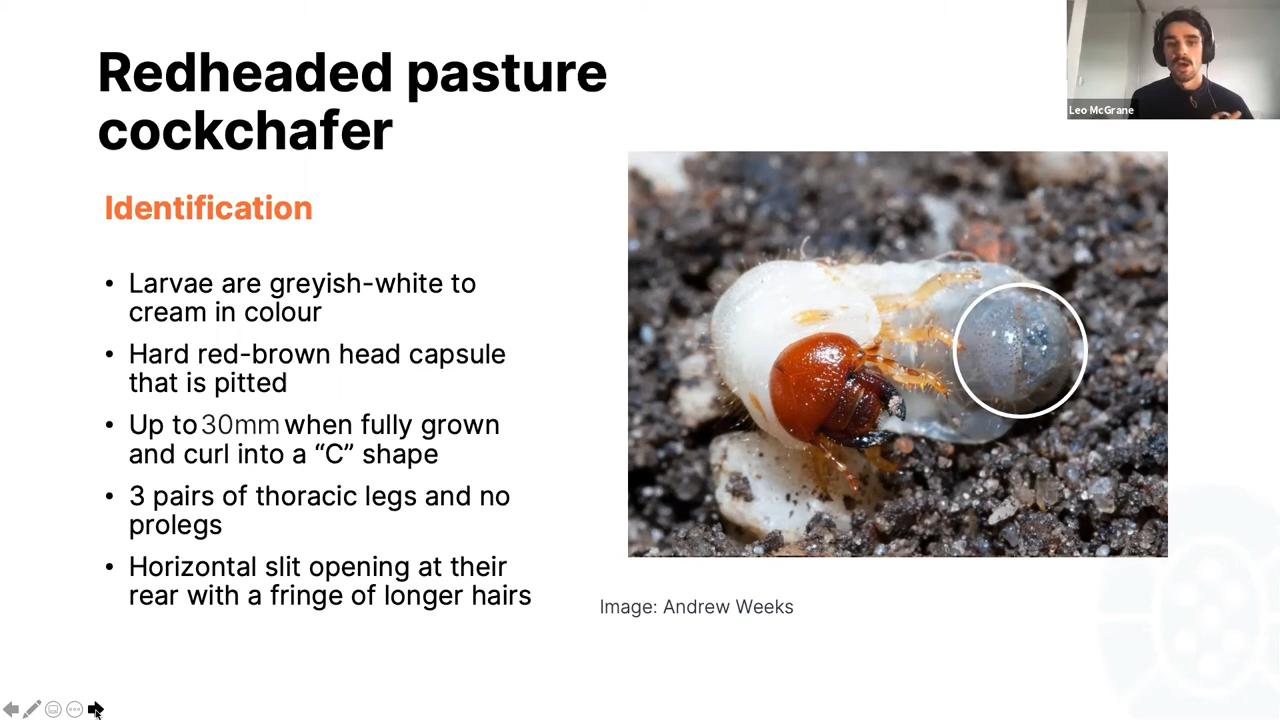 Redheaded pasture
cockchafer
Leo McGrane
Identification
• Larvae are greyish-white to
cream in colour
• Hard red-brown head capsule
that is pitted
• Up to 30mm when fully grown
and curl into a “C” shape
• 3 pairs of thoracic legs and no
prolegs
• Horizontal slit opening at their
rear with a fringe of longer hairs
Image: Andrew Weeks